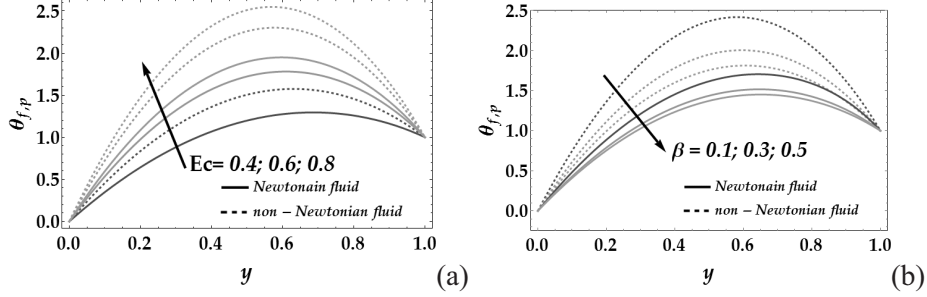 2.5
2.0
1.5
1.0
0.5
0.0
θf,p
Ec= 0.4; 0.6; 0.8
Newtonain fluid
non – Newtonian fluid
0.0 0.2 0.4 0.6 0.8 1.0
y
(a)
2.5
2.0
1.5
1.0
0.5
0.0
θf,p
β = 0.1; 0.3; 0.5
Newtonain fluid
non – Newtonian fluid
0.0 0.2 0.4 0.6 0.8 1.0
y
(b)